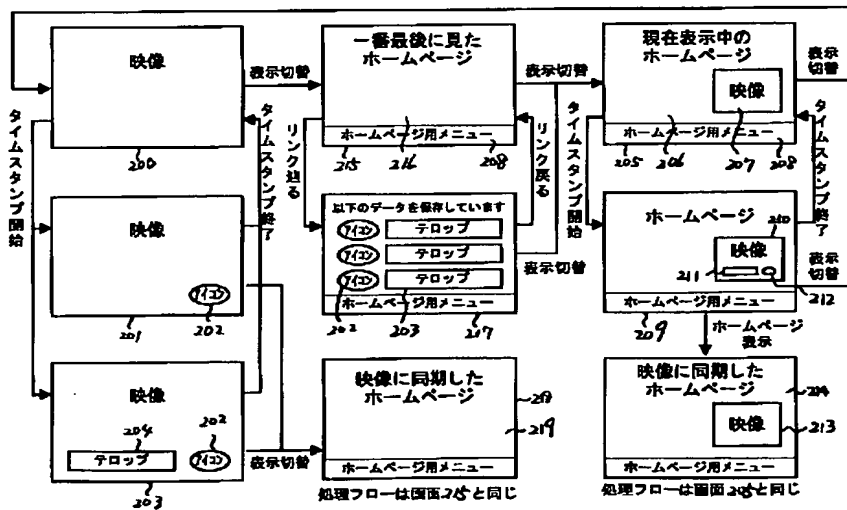 映像
200
タイムスタンプ開始
タイムスタンプ終了
表示切替
映像
アイコン
201
202
映像
204
202
テロップ
アイコン
203
表示切替
一番最後に見た
ホームページ
ホームページ用メニュー
215
216
208
表示切替
リンク辿る
リンク戻る
以下のデータを保存しています
アイコン
テロップ
アイコン
テロップ
アイコン
テロップ
ホームページ用メニュー
202
203
217
表示切替
映像に同期した
ホームページ
219
ホームページ用メニュー
処理フローは画面215と同じ
現在表示中の
ホームページ
映像
ホームページ用メニュー
205
206
207
208
表示
切替
タイムスタンプ開始
タイムスタンプ終了
ホームページ
210
映像
211
212
ホームページ用メニュー
209
表示
切替
ホームページ
表示
映像に同期した
ホームページ
214
映像
213
ホームページ用メニュー
処理フローは画面205と同じ